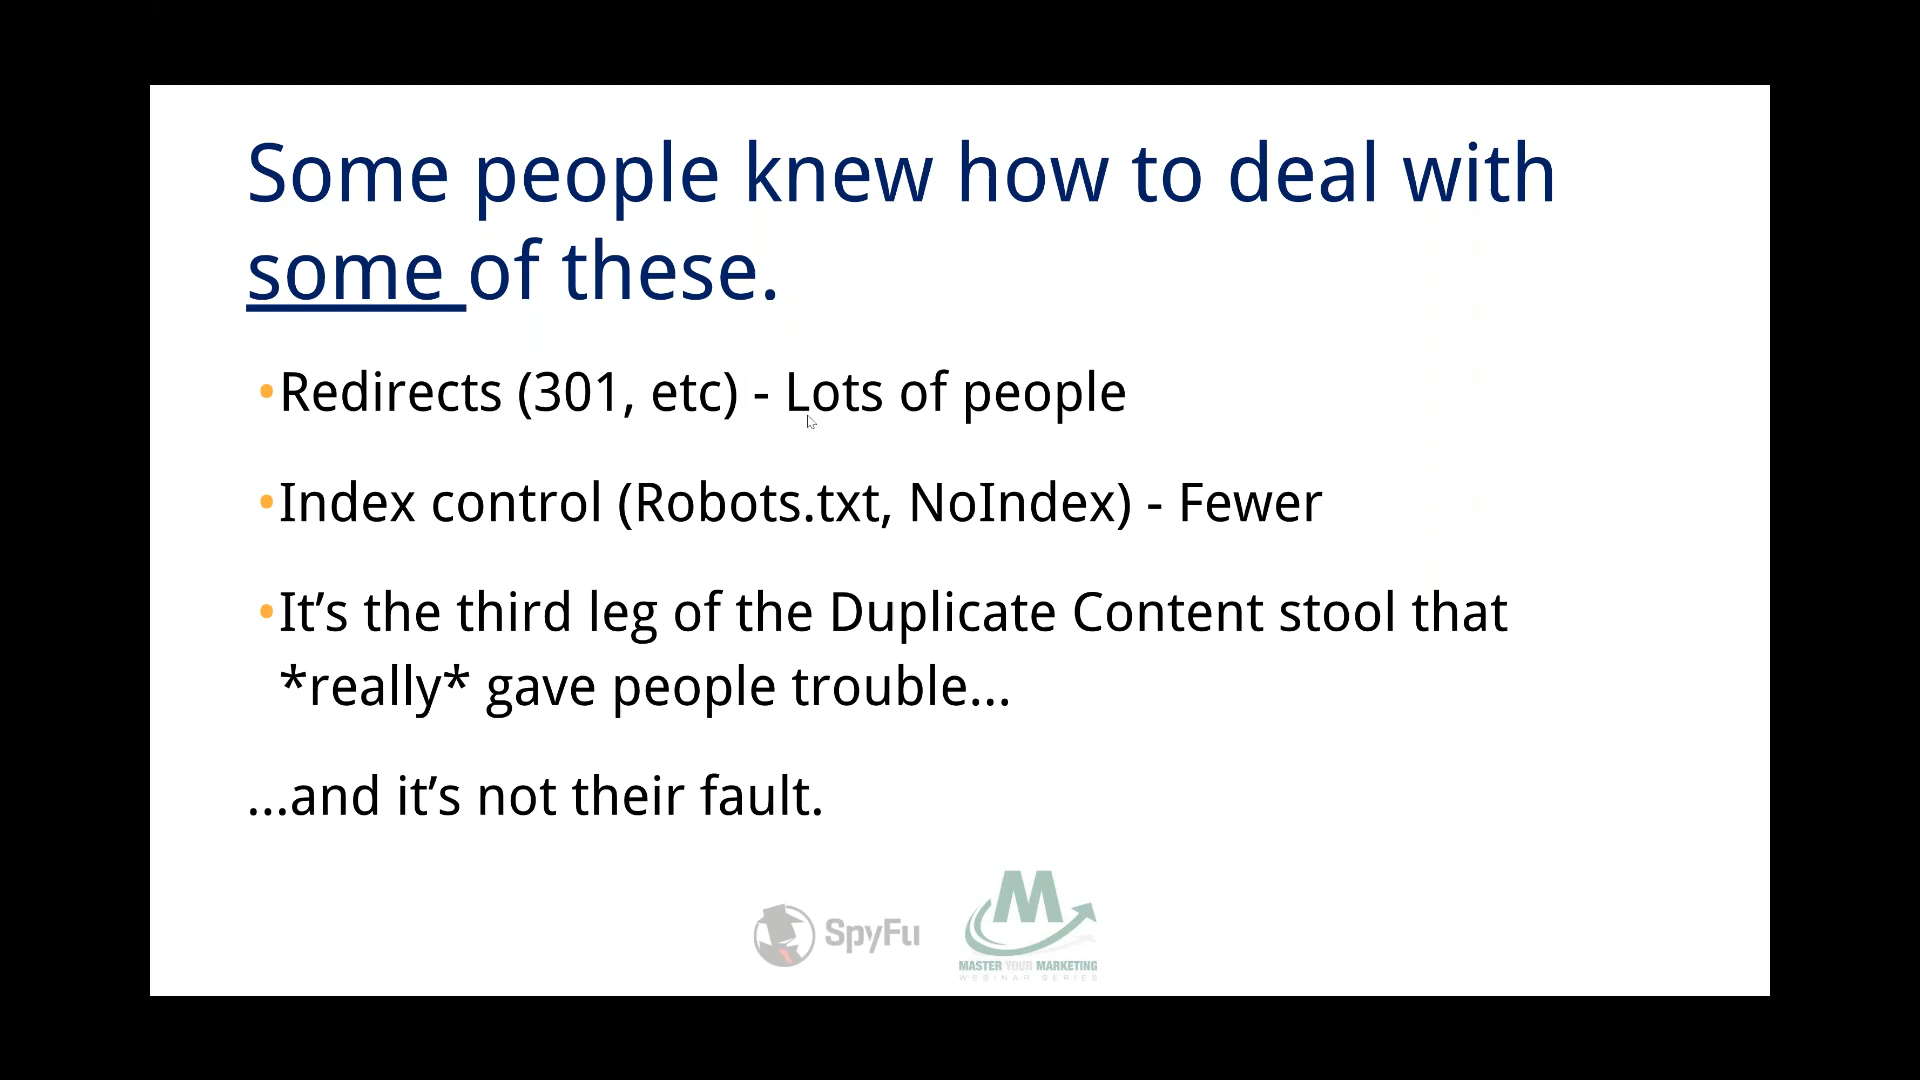 Some people knew how to deal with
some of these.
•Redirects (301, etc) - Lots of people
•Index control (Robots.txt, NoIndex) - Fewer
•It’s the third leg of the Duplicate Content stool that
*really* gave people trouble…
…and it’s not their fault.
SpyFu
M
MASTER YOUR MARKETING
WEBINAR SERIES